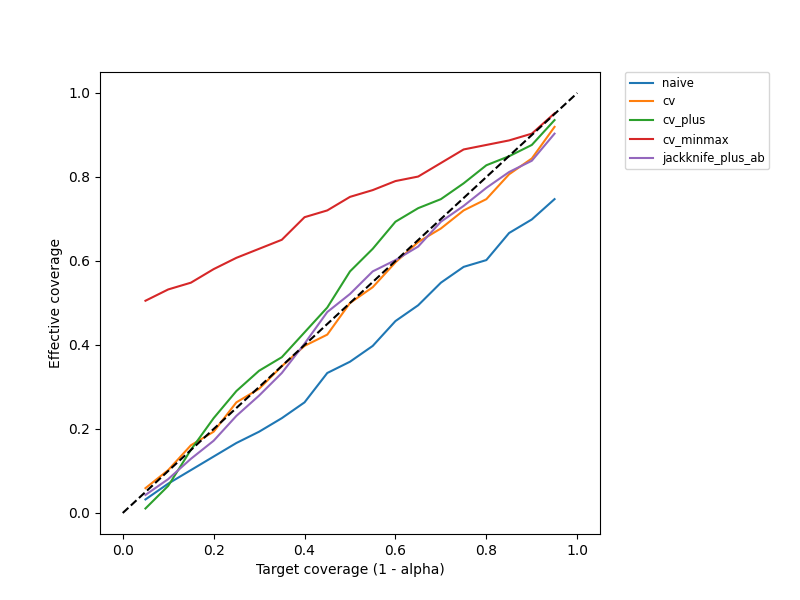 naive
cv
cv_plus
cv_minmax
jackknife_plus_ab
1.0
0.8
0.6
0.4
0.2
0.0
Effective coverage
0.0 0.2 0.4 0.6 0.8 1.0
Target coverage (1 - alpha)